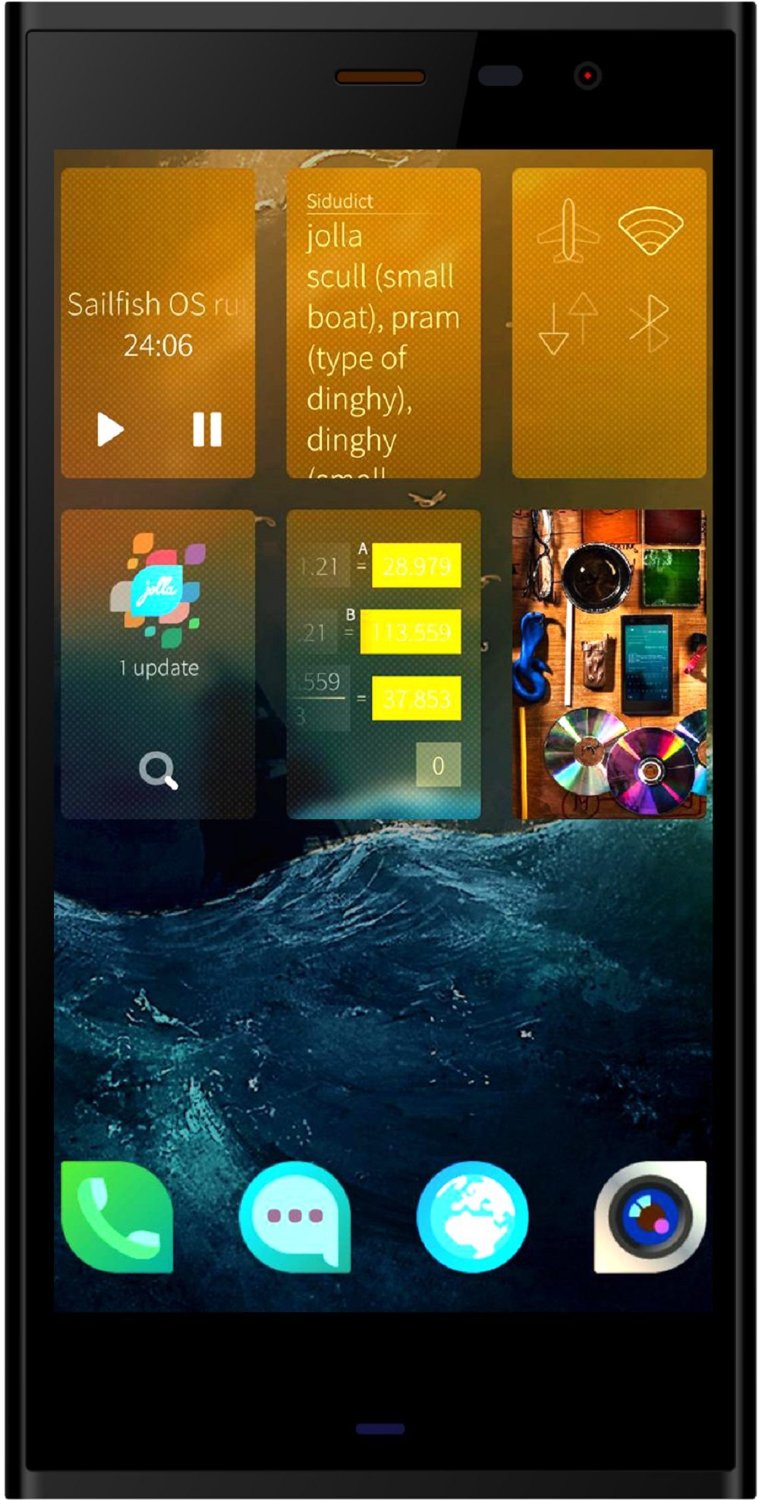 Sailfish OS ru
24:06
Sidudict
jolla
scull (small
boat), pram
(type of
dinghy),
dinghy
(small
jolla
1 update
A
1.21 = 28.979
B
.21 = 113.559
.559
3
= 37.853
0